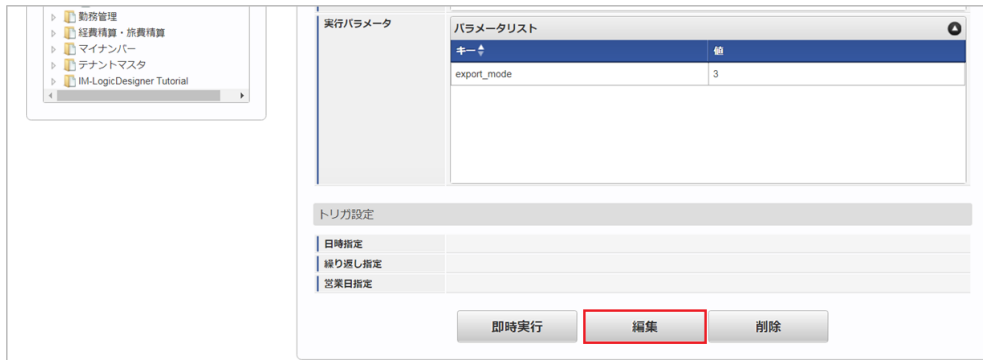 勤務管理
経費精算・旅費精算
マイナンバー
テナントマスタ
IM-LogicDesigner Tutorial
実行パラメータ
パラメータリスト
キー 値
export_mode 3
トリガ設定
日時指定
繰り返し指定
営業日指定
即時実行 編集 削除